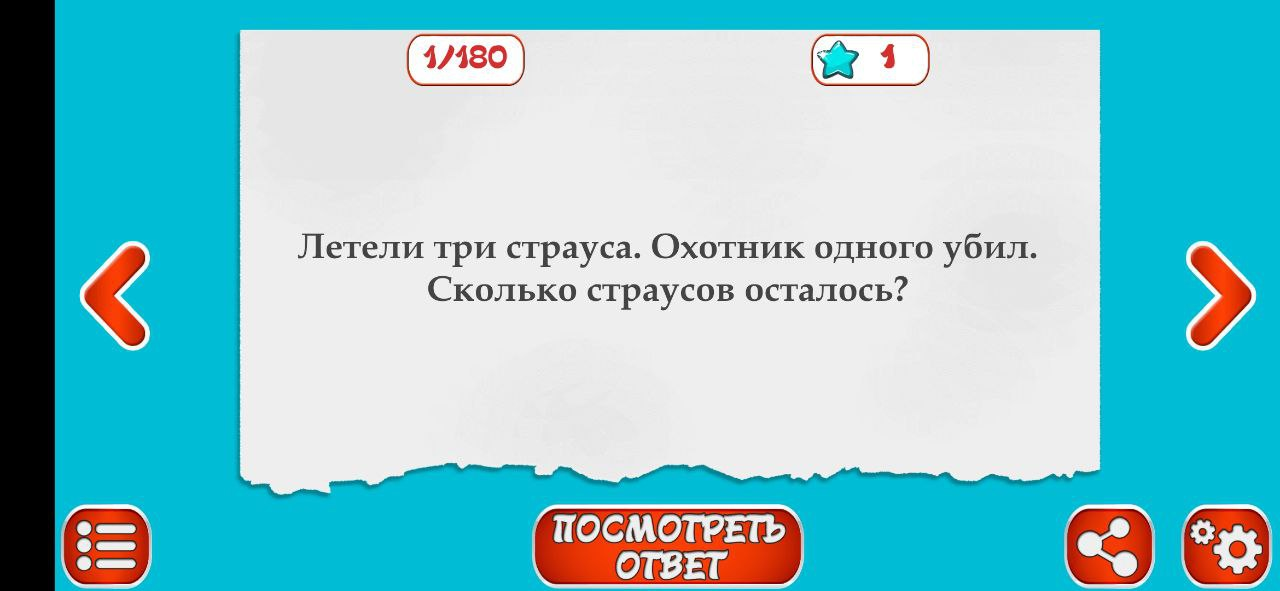 1/180
1
Летели три страуса. Охотник одного убил.
Сколько страусов осталось?
ПОСМОТРЕТЬ
ОТВЕТ